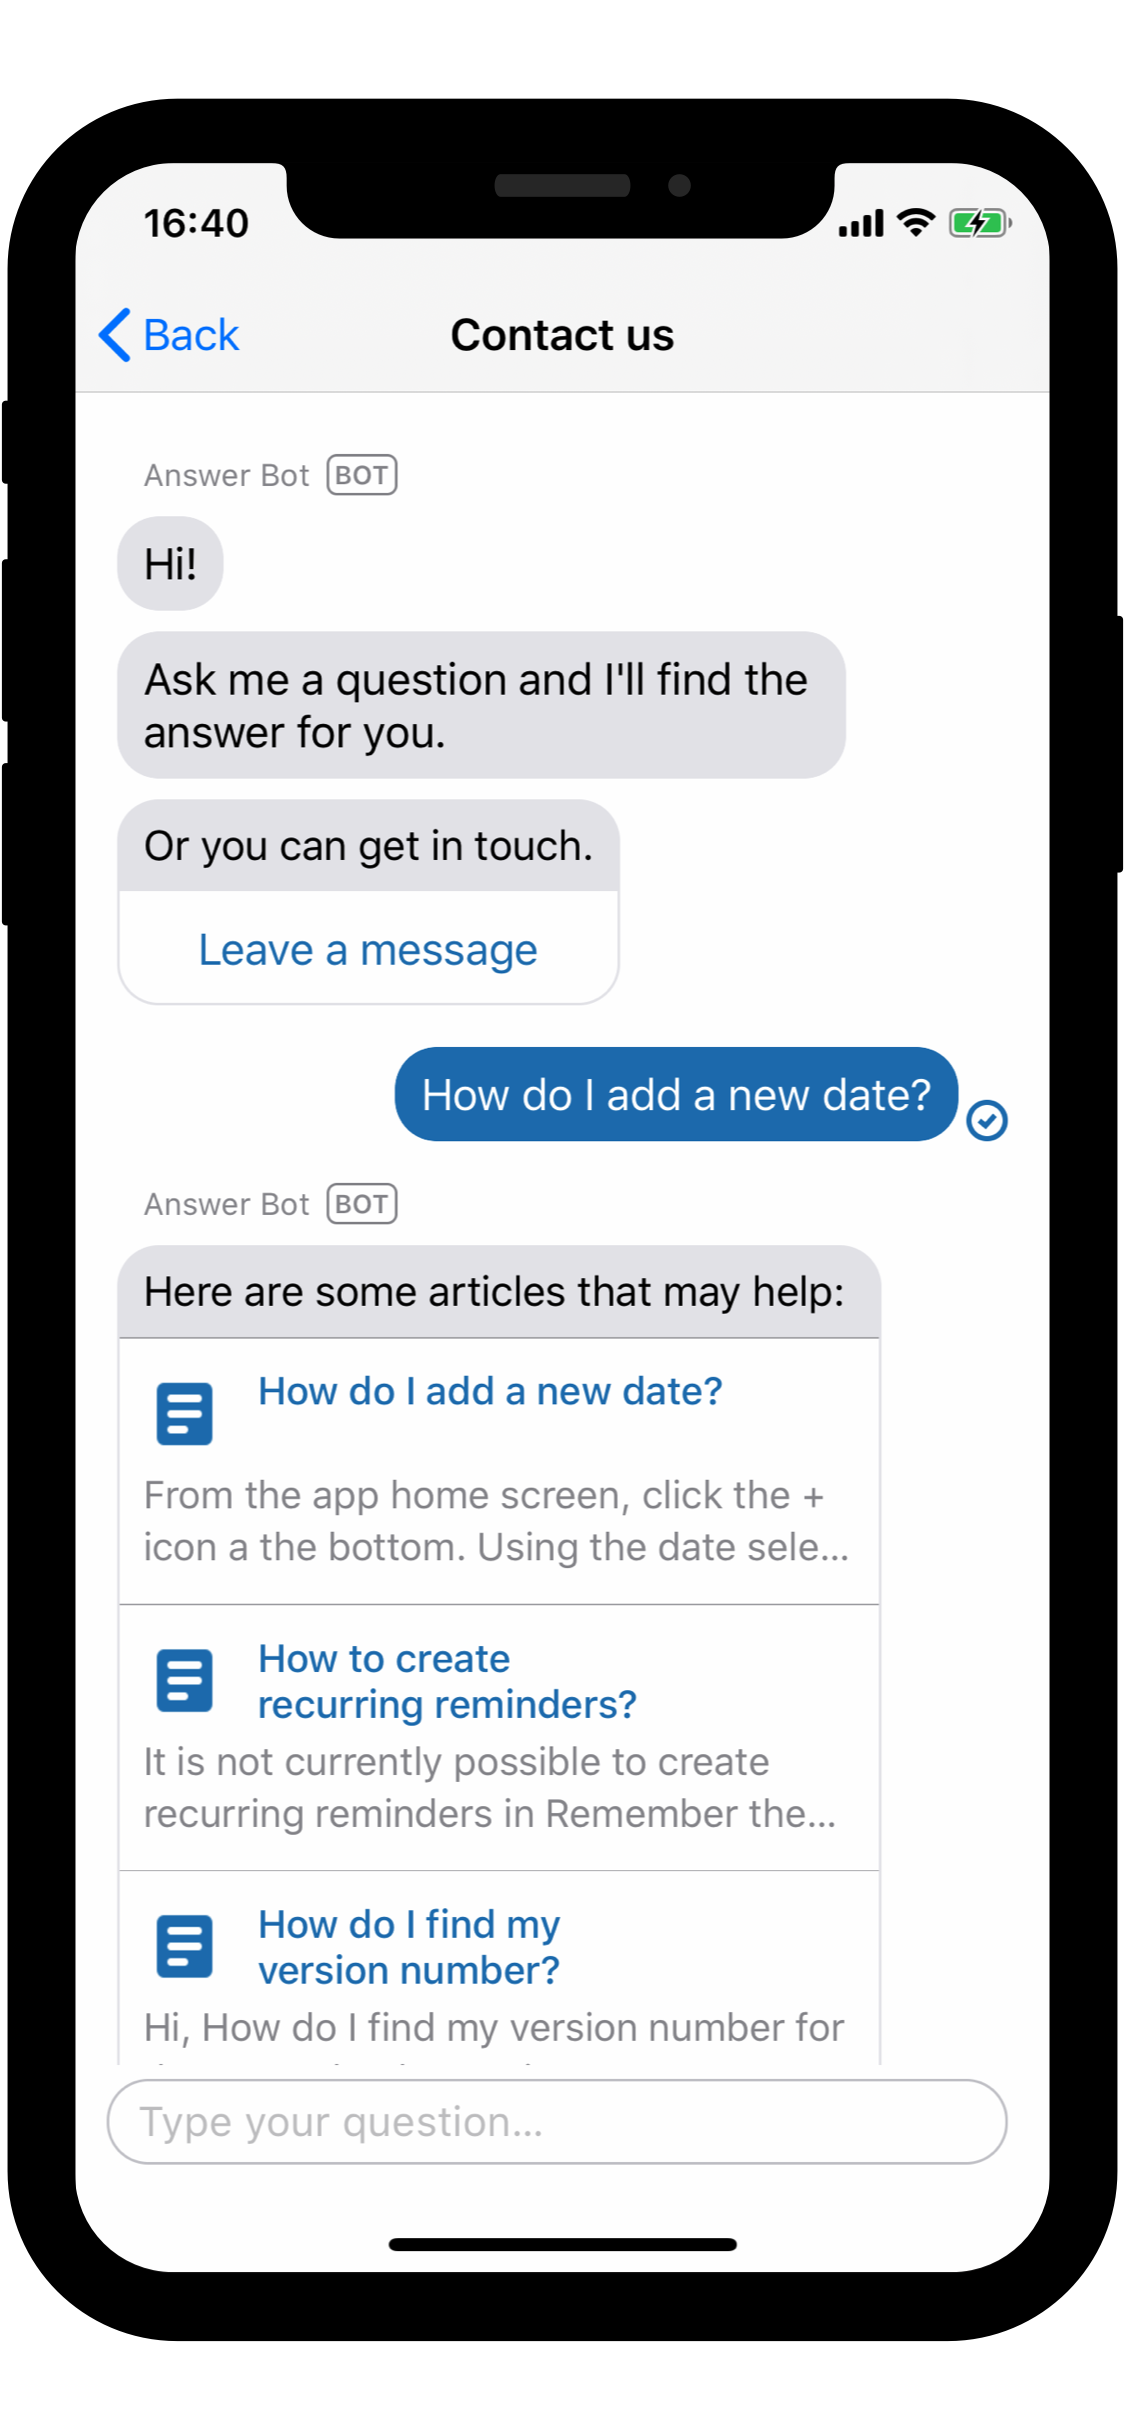 16:40
Back
Contact us
Answer Bot BOT
Hi!
Ask me a question and I'll find the
answer for you.
Or you can get in touch.
Leave a message
How do I add a new date?
Answer Bot BOT
Here are some articles that may help:
How do I add a new date?
From the app home screen, click the +
icon a the bottom. Using the date sele...
How to create
recurring reminders?
It is not currently possible to create
recurring reminders in Remember the...
How do I find my
version number?
Hi, How do I find my version number for
Type your question...